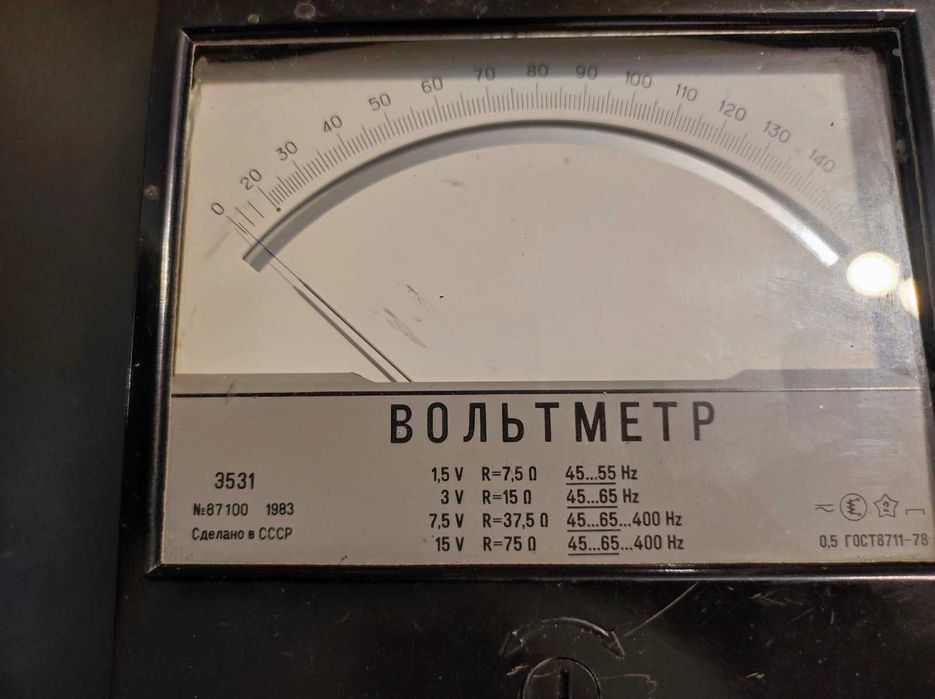 0 20 30 40 50 60 70 80 90 100 110 120 130 140
ВОЛЬТМЕТР
Э531
№87100 1983
Сделано в СССР
1,5 V R=7,5 Ω 45...55 Hz
3 V R=15 Ω 45...65 Hz
7,5 V R=37,5 Ω 45...65...400 Hz
15 V R=75 Ω 45...65...400 Hz
2
0,5 ГОСТ8711-78